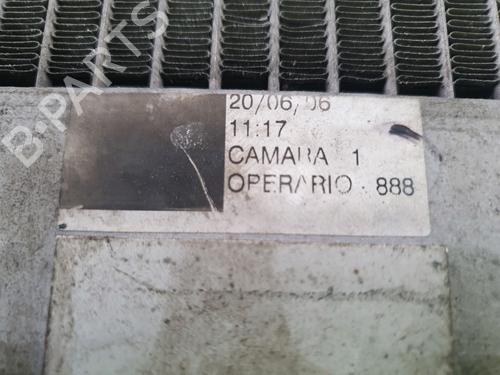 B-PARTS
20/06/06
11:17
CAMARA 1
OPERARIO 888